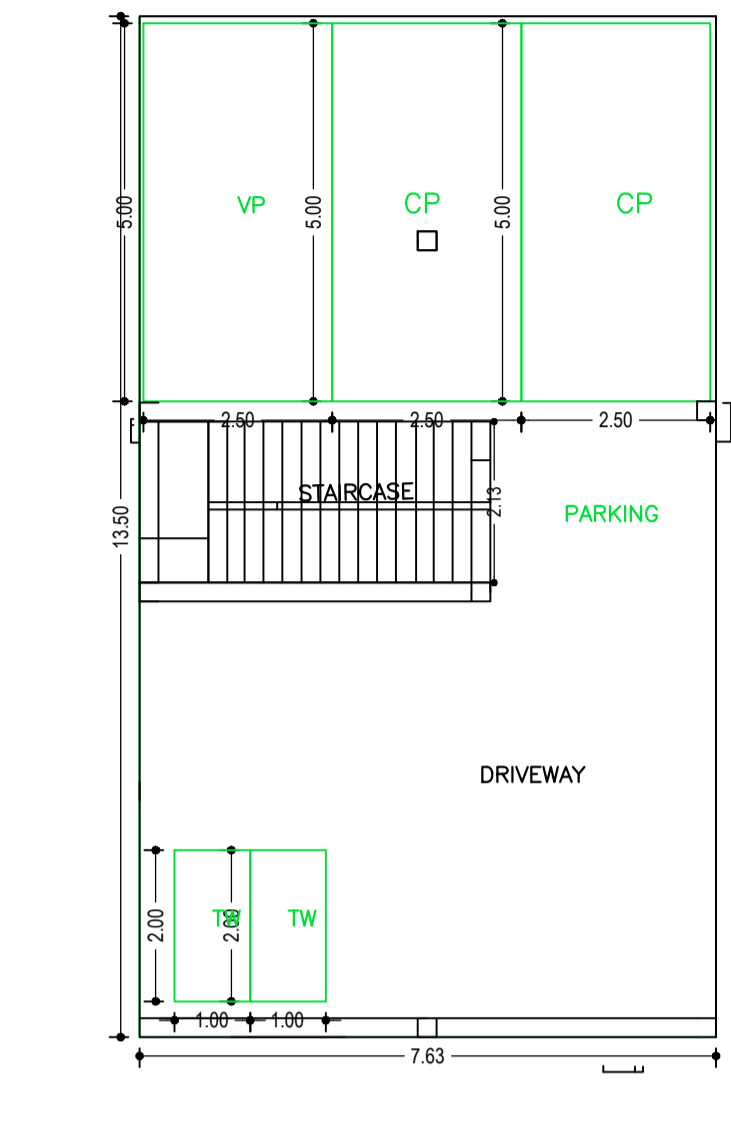 VP
CP
CP
5.00
5.00
5.00
2.50
2.50
2.50
STAIRCASE
2.13
PARKING
13.50
DRIVEWAY
TW
TW
2.00
2.00
1.00
1.00
7.63